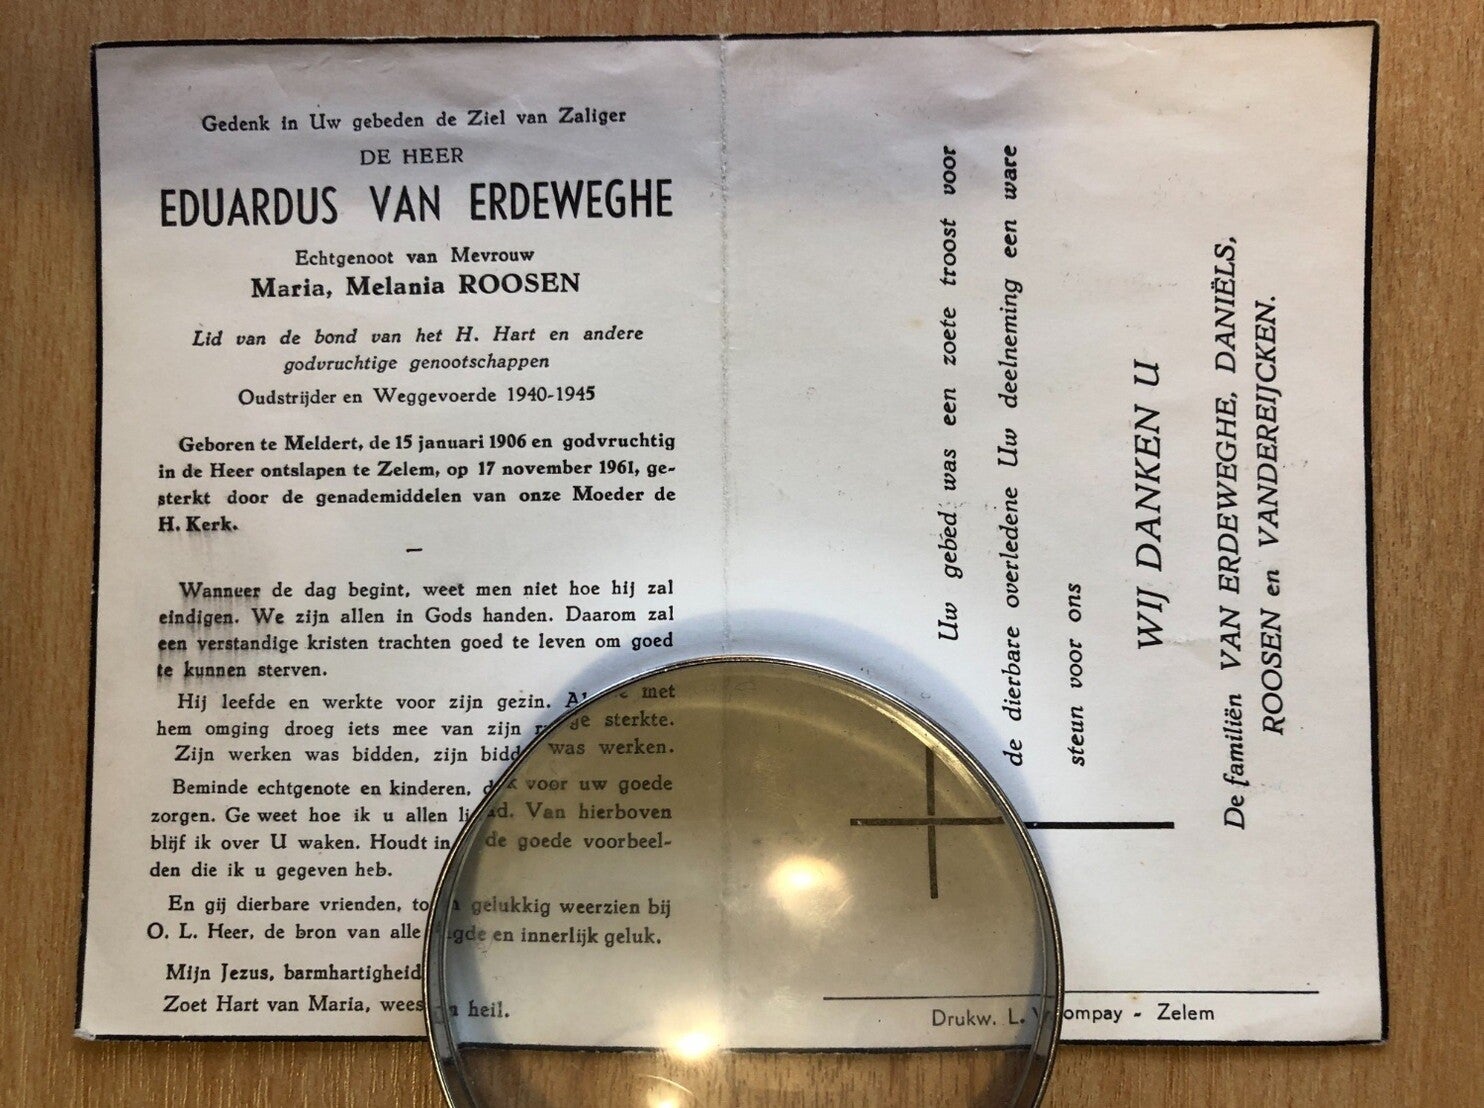 Gedenk in Uw gebeden de Ziel van Zaliger
DE HEER
EDUARDUS VAN ERDEWEGHE
Echtgenoot van Mevrouw
Maria, Melania ROOSEN
Lid van de bond van het H. Hart en andere
godvruchtige genootschappen
Oudstrijder en Weggevoerde 1940-1945
Geboren te Meldert, de 15 januari 1906 en godvruchtig
in de Heer ontslapen te Zelem, op 17 november 1961, ge-
sterkt door de genademiddelen van onze Moeder de
H. Kerk.
Wanneer de dag begint, weet men niet hoe hij zal
eindigen. We zijn allen in Gods handen. Daarom zal
een verstandige kristen trachten goed te leven om goed
te kunnen sterven.
Hij leefde en werkte voor zijn gezin. met
hem omging droeg iets mee van zijn sterkte.
Zijn werken was bidden, zijn was werken.
Beminde echtgenote en kinderen, voor uw goede
zorgen. Ge weet hoe ik u allen Van hierboven
blijf ik over U waken. Houdt in de goede voorbeel-
den die ik u gegeven heb.
En gij dierbare vrienden, gelukkig weerzien bij
O. L. Heer, de bron van alle en innerlijk geluk.
Mijn Jezus, barmhartigheid
Zoet Hart van Maria, wees heil.
Uw gebed was een zoete troost voor
de dierbare overledene Uw deelneming een ware
steun voor ons
WIJ DANKEN U
De familiën VAN ERDEWEGHE, DANIËLS,
ROOSEN en VANDEREIJCKEN.
Drukw. L. - Zelem